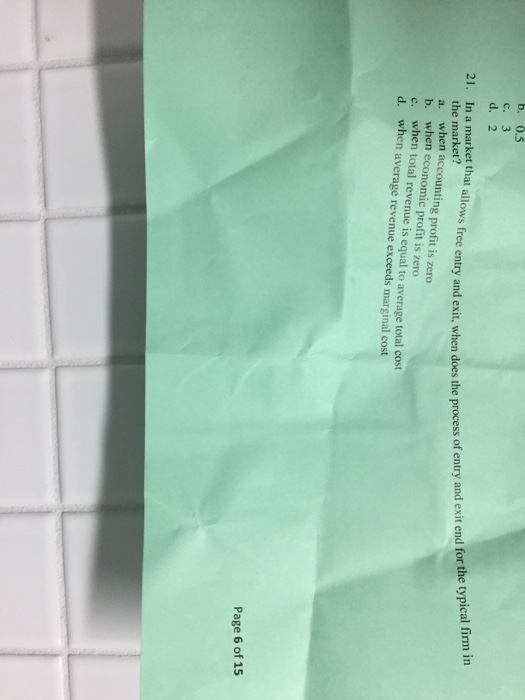 b. 0.5
c. 3
d. 2
21. In a market that allows free entry and exit, when does the process of entry and exit end for the typical firm in
the market?
a. when accounting profit is zero
b. when economic profit is zero
c. when total revenue is equal to average total cost
d. when average revenue exceeds marginal cost
Page 6 of 15